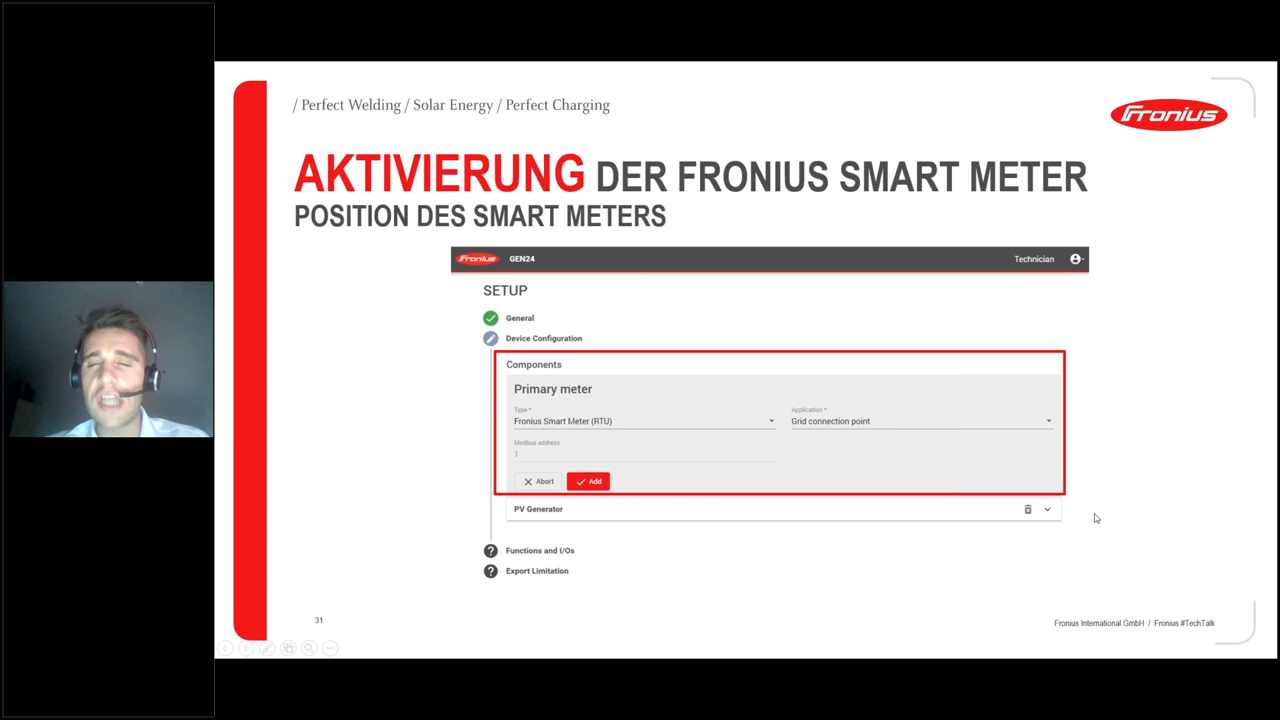 / Perfect Welding / Solar Energy / Perfect Charging
Fronius
AKTIVIERUNG DER FRONIUS SMART METER
POSITION DES SMART METERS
Fronius GEN24 Technician
SETUP
General
Device Configuration
Components
Primary meter
Type * Application *
Fronius Smart Meter (RTU) Grid connection point
Modbus address
1
Abort Add
PV Generator
? Functions and I/Os
? Export Limitation
31
Fronius International GmbH / Fronius #TechTalk